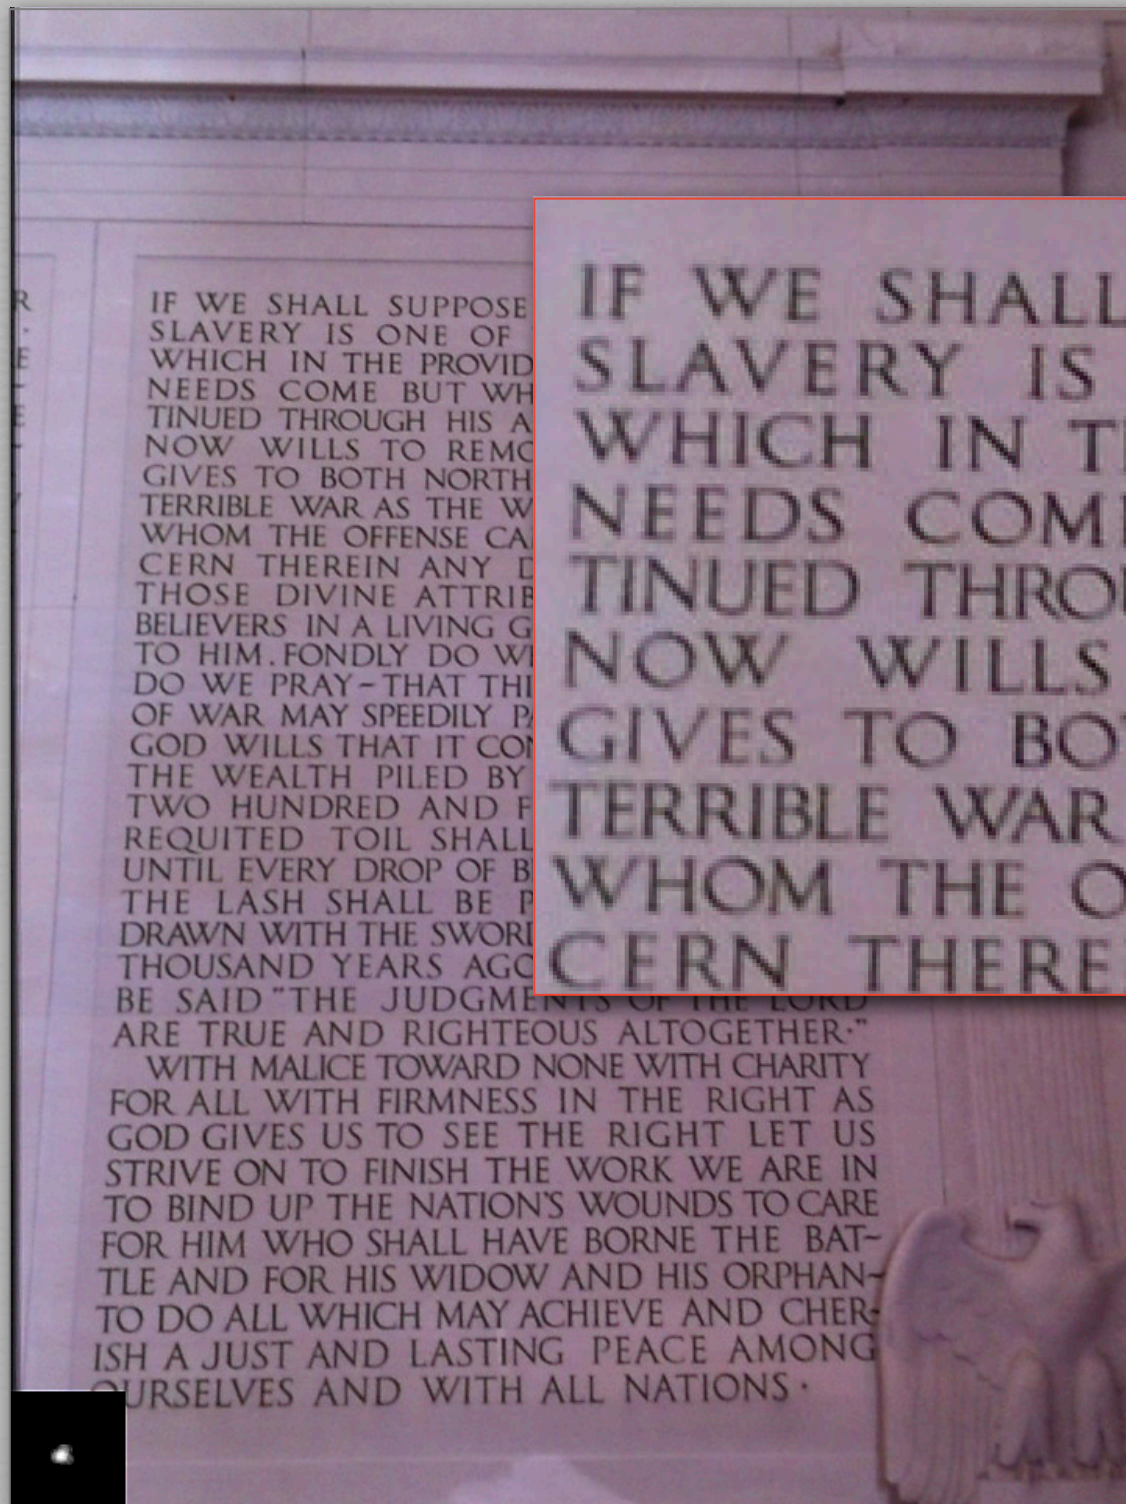 IF WE SHALL SUPPOSE
SLAVERY IS ONE OF
WHICH IN THE PROVID
NEEDS COME BUT WH
TINUED THROUGH HIS A
NOW WILLS TO REMO
GIVES TO BOTH NORTH
TERRIBLE WAR AS THE W
WHOM THE OFFENSE CA
CERN THEREIN ANY D
THOSE DIVINE ATTRIB
BELIEVERS IN A LIVING G
TO HIM. FONDLY DO W
DO WE PRAY–THAT THI
OF WAR MAY SPEEDILY PA
GOD WILLS THAT IT CON
THE WEALTH PILED BY
TWO HUNDRED AND F
REQUITED TOIL SHALL
UNTIL EVERY DROP OF B
THE LASH SHALL BE P
DRAWN WITH THE SWORD
THOUSAND YEARS AGO
BE SAID "THE JUDGMENTS OF THE LORD
ARE TRUE AND RIGHTEOUS ALTOGETHER·"
WITH MALICE TOWARD NONE WITH CHARITY
FOR ALL WITH FIRMNESS IN THE RIGHT AS
GOD GIVES US TO SEE THE RIGHT LET US
STRIVE ON TO FINISH THE WORK WE ARE IN
TO BIND UP THE NATION'S WOUNDS TO CARE
FOR HIM WHO SHALL HAVE BORNE THE BAT–
TLE AND FOR HIS WIDOW AND HIS ORPHAN–
TO DO ALL WHICH MAY ACHIEVE AND CHER–
ISH A JUST AND LASTING PEACE AMONG
OURSELVES AND WITH ALL NATIONS ·
IF WE SHALL
SLAVERY IS
WHICH IN T
NEEDS COM
TINUED THRO
NOW WILLS
GIVES TO BO
TERRIBLE WAR
WHOM THE O
CERN THERE